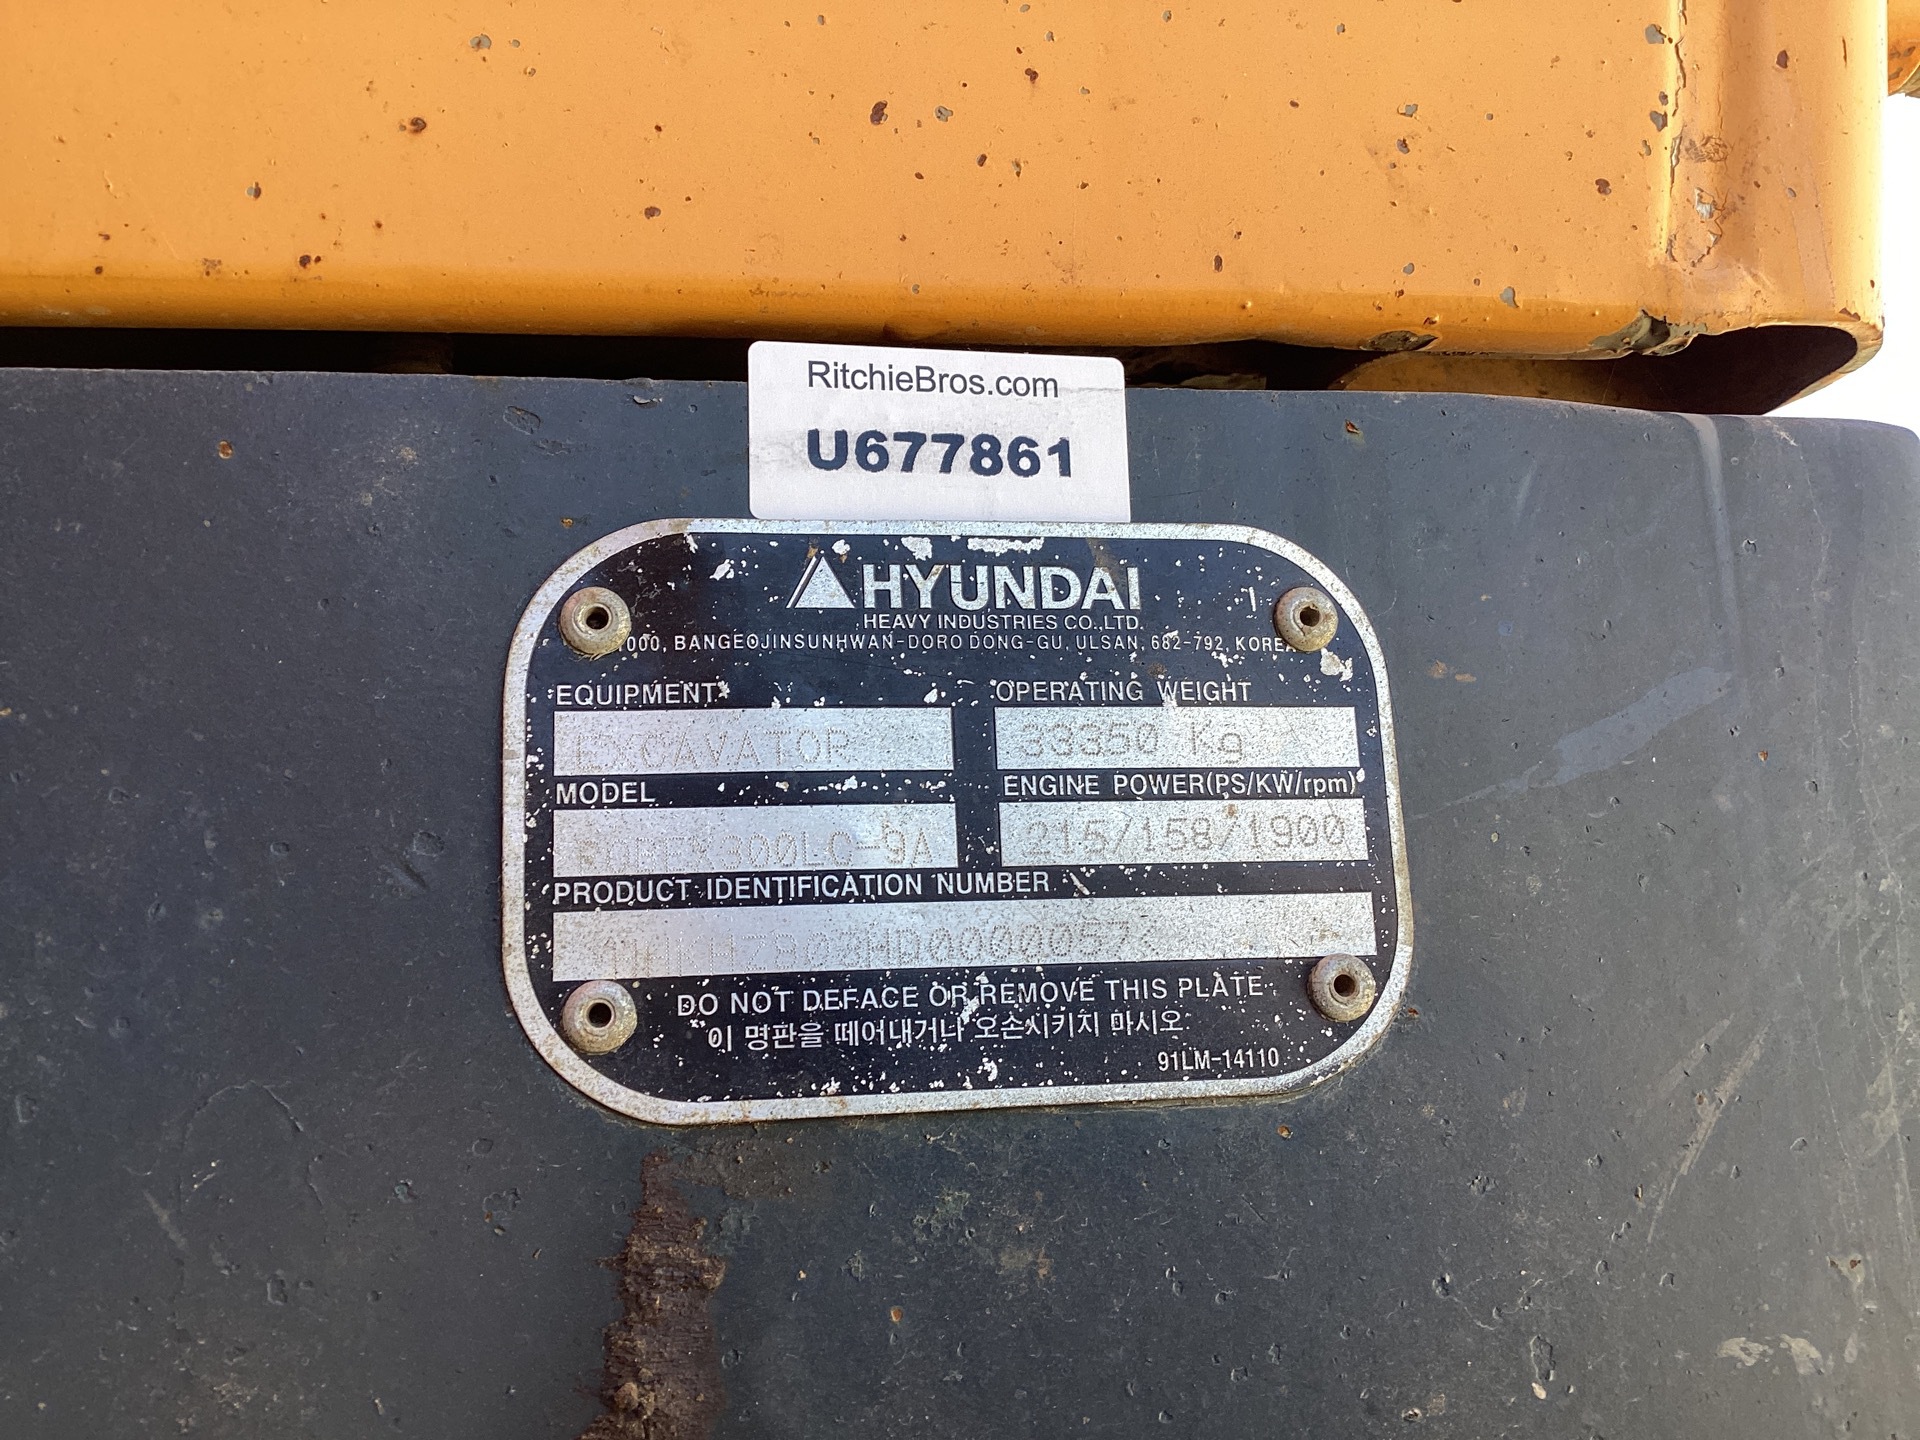 RitchieBros.com
U677861
HYUNDAI
HEAVY INDUSTRIES CO.,LTD.
1000, BANGEOJINSUNHWAN-DORO DONG-GU, ULSAN, 682-792, KOREA
EQUIPMENT OPERATING WEIGHT
EXCAVATOR 33350 Kg
MODEL ENGINE POWER(PS/KW/rpm)
ROBEX300LC-9A 215/158/1900
PRODUCT IDENTIFICATION NUMBER
DO NOT DEFACE OR REMOVE THIS PLATE
이 명판을 떼어내거나 오손시키지 마시오
91LM-14110